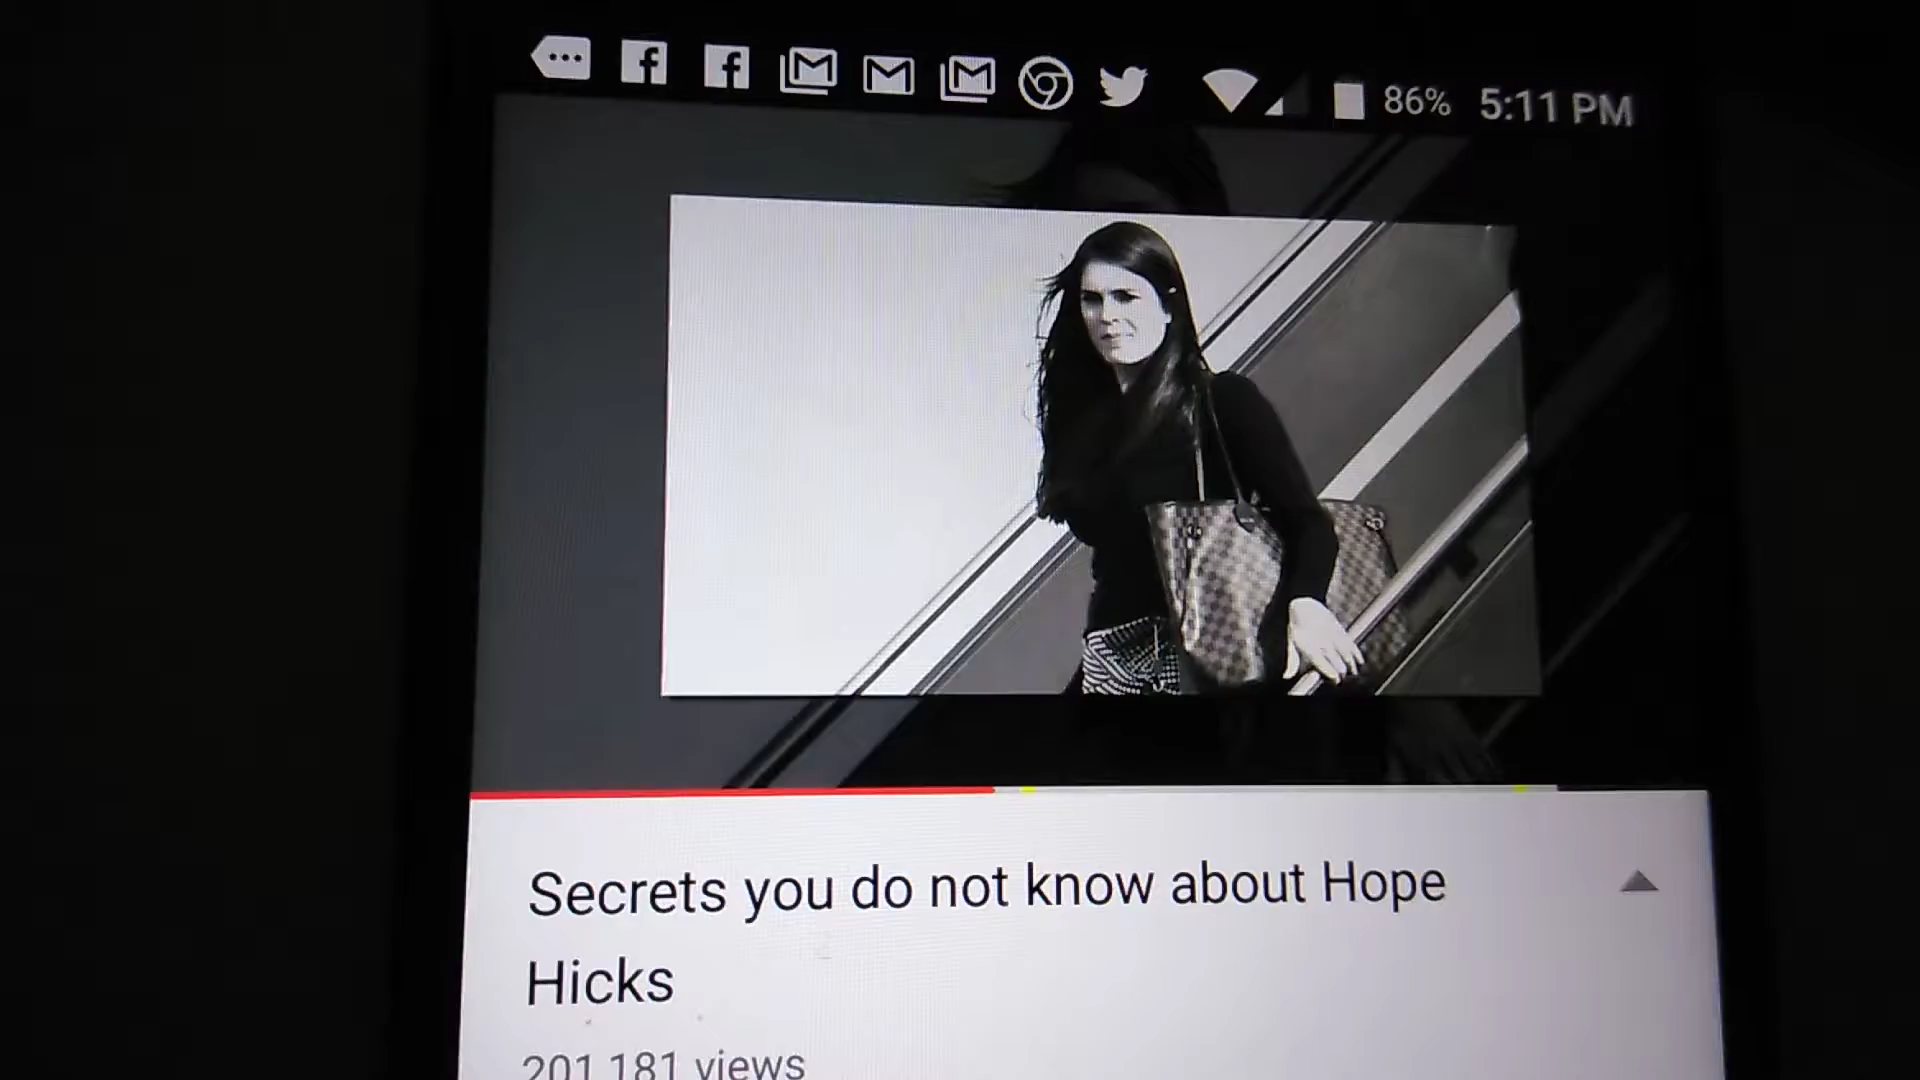 86% 5:11 PM
Secrets you do not know about Hope
Hicks
201,181 views